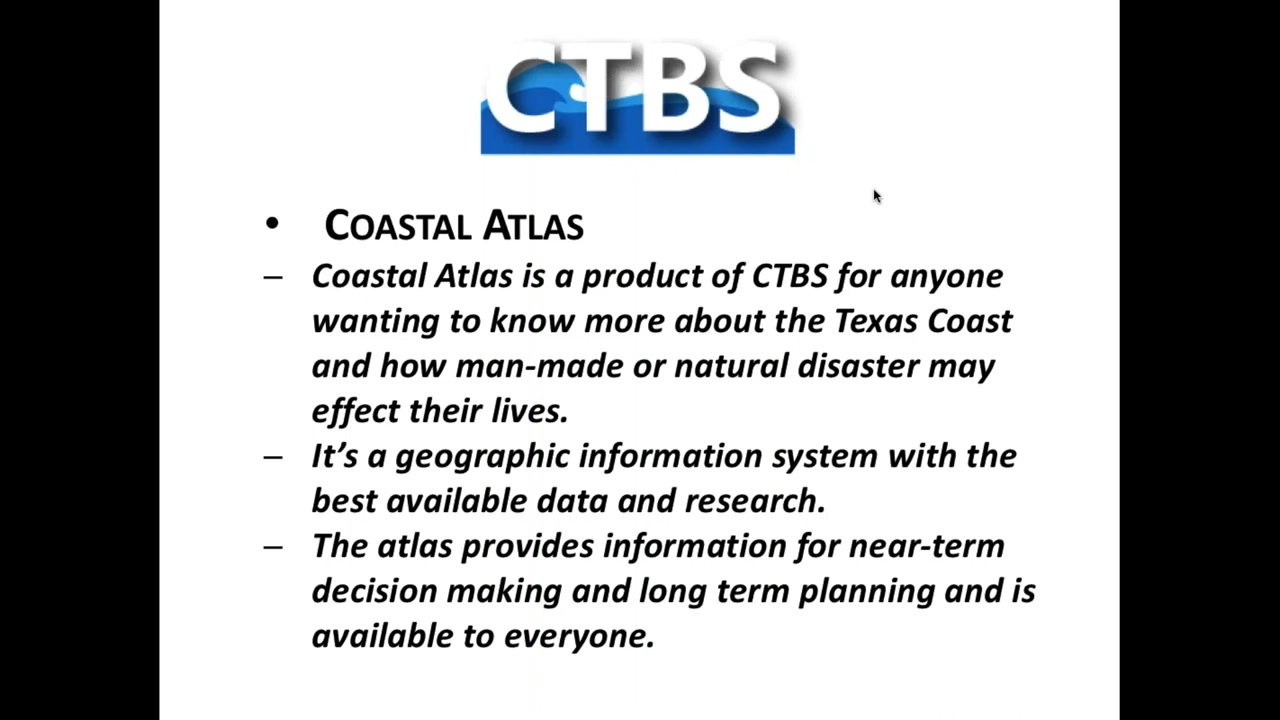 CTBS
• COASTAL ATLAS
– Coastal Atlas is a product of CTBS for anyone
wanting to know more about the Texas Coast
and how man-made or natural disaster may
effect their lives.
– It’s a geographic information system with the
best available data and research.
– The atlas provides information for near-term
decision making and long term planning and is
available to everyone.